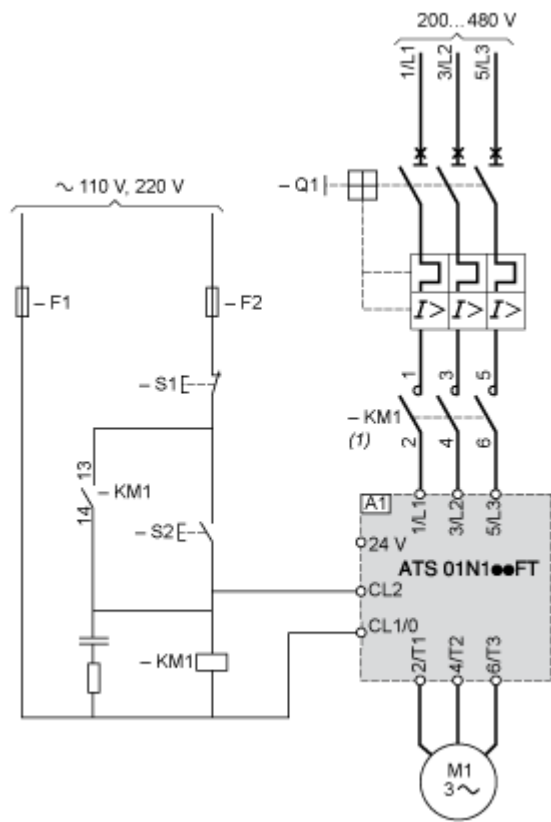 200... 480 V
1/L1
3/L2
5/L3
~ 110 V, 220 V
– Q1
– F1
– F2
I>
I>
I>
– S1
1
3
5
– KM1
(1)
2
4
6
13
– KM1
14
– S2
A1
1/L1
3/L2
5/L3
24 V
ATS 01N1●●FT
CL2
CL1/0
– KM1
2/T1
4/T2
6/T3
M1
3 ~